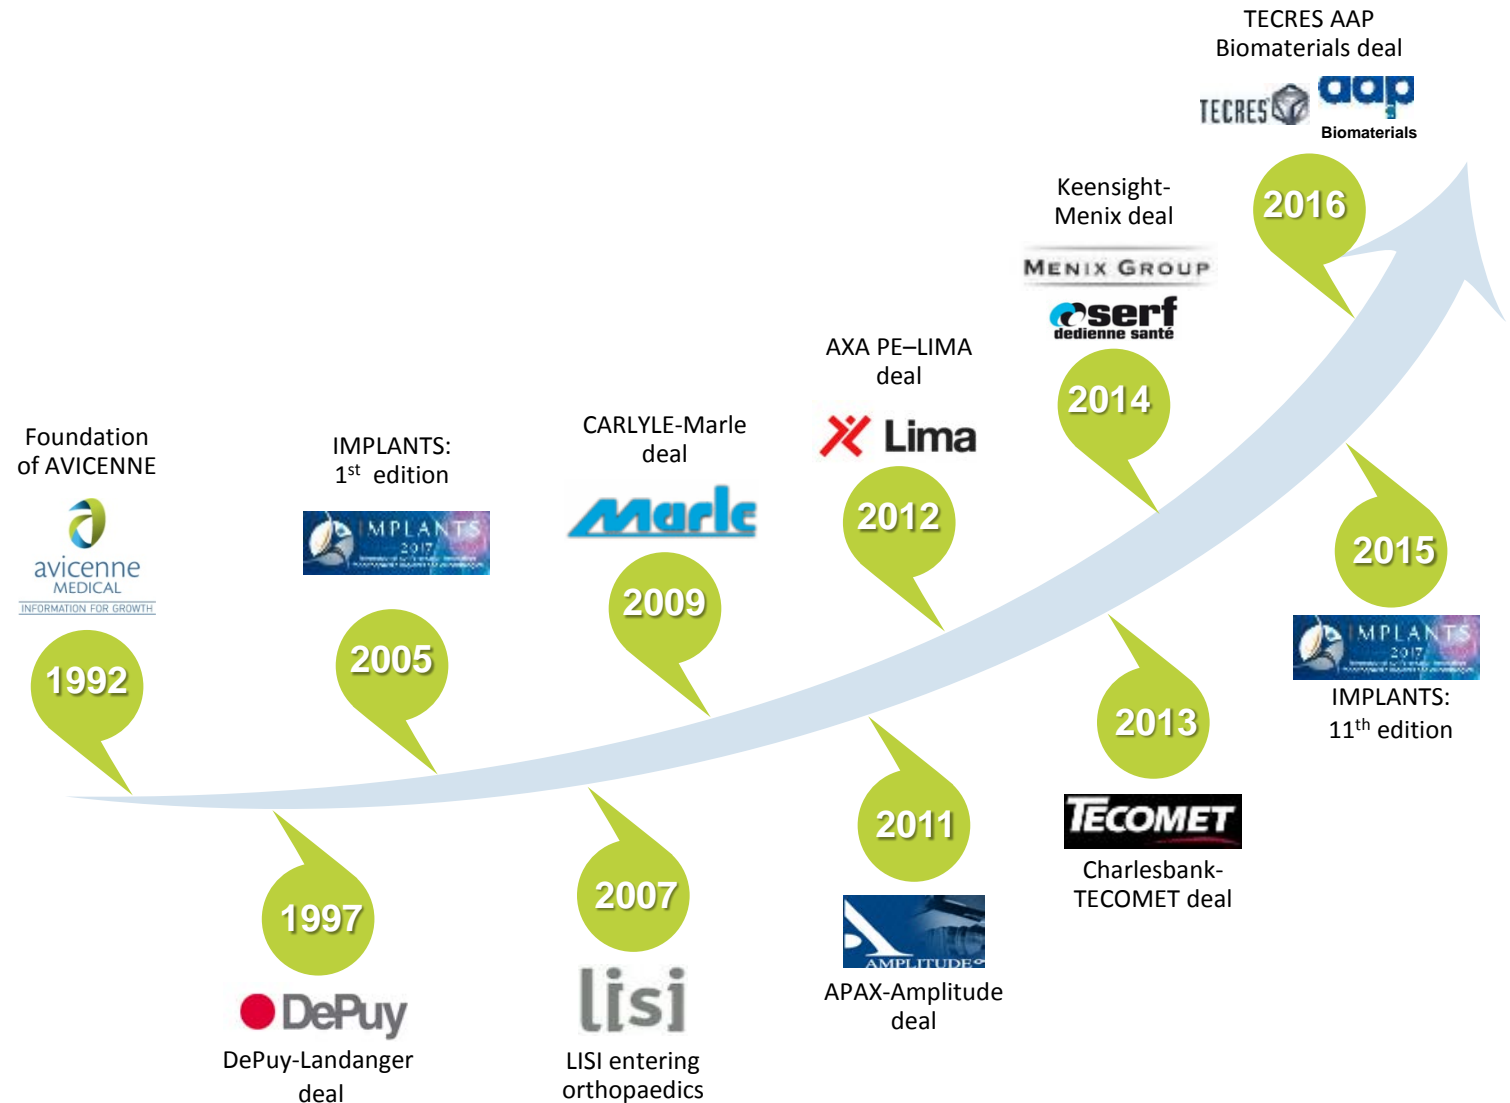 TECRES AAP
Biomaterials deal
TECRES
aap
Biomaterials
2016
Keensight-
Menix deal
MENIX GROUP
serf
dedienne santé
2014
AXA PE–LIMA
deal
Lima
2012
CARLYLE-Marle
deal
Marle
2009
IMPLANTS:
1st edition
IMPLANTS
2017
2005
Foundation
of AVICENNE
avicenne
MEDICAL
INFORMATION FOR GROWTH
1992
1997
DePuy
DePuy-Landanger
deal
2007
lisi
LISI entering
orthopaedics
2011
AMPLITUDE
APAX-Amplitude
deal
2013
TECOMET
Charlesbank-
TECOMET deal
2015
IMPLANTS
2017
IMPLANTS:
11th edition